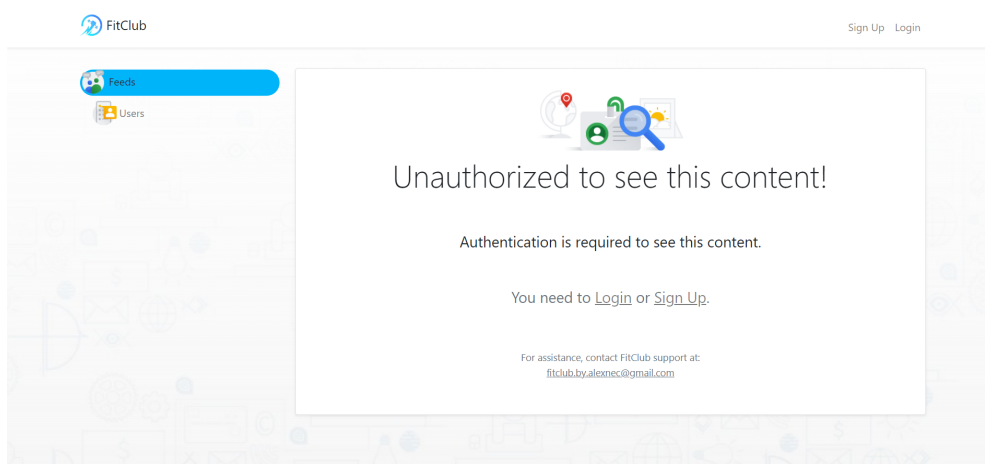 FitClub
Sign Up Login
Feeds
Users
Unauthorized to see this content!
Authentication is required to see this content.
You need to Login or Sign Up.
For assistance, contact FitClub support at:
fitclub.by.alexnec@gmail.com